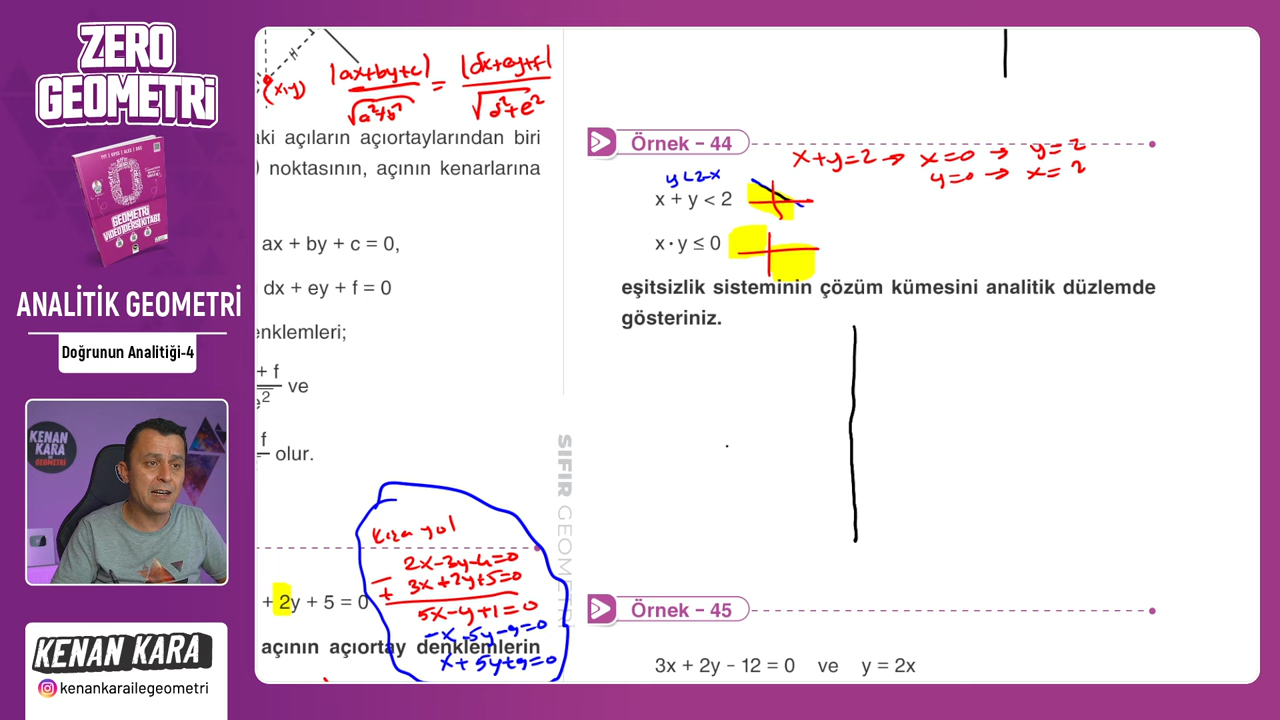 ZERO
GEOMETRİ
GEOMETRİ
VİDEO DERS KİTABI
ANALİTİK GEOMETRİ
Doğrunun Analitiği-4
KENAN
KARA
GEOMETRİ
KENAN KARA
kenankarailegeometri
(x,y)
|ax+by+c| / √a²+b² = |dx+ey+f| / √d²+e²
aki açıların açıortaylarından biri
) noktasının, açının kenarlarına
ax + by + c = 0,
dx + ey + f = 0
enklemleri;
+ f
e² ve
f
olur.
Kısa yol
2x-3y-4=0
3x+2y+5=0
5x-y+1=0
-x-5y-9=0
x+5y+9=0
+ 2y + 5 = 0
açının açıortay denklemlerin
SIFIR GEOMETRİ
Örnek – 44
x+y=2 → x=0 → y=2
y=0 → x=2
y<2-x
x + y < 2
x · y ≤ 0
eşitsizlik sisteminin çözüm kümesini analitik düzlemde
gösteriniz.
Örnek – 45
3x + 2y - 12 = 0 ve y = 2x